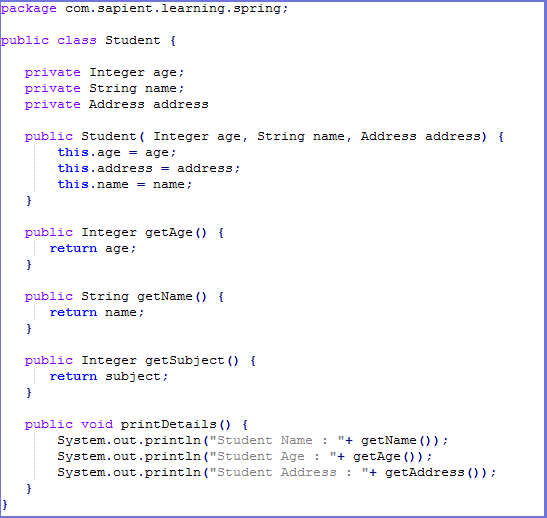 package com.sapient.learning.spring;
public class Student {
private Integer age;
private String name;
private Address address
public Student( Integer age, String name, Address address) {
this.age = age;
this.address = address;
this.name = name;
}
public Integer getAge() {
return age;
}
public String getName() {
return name;
}
public Integer getSubject() {
return subject;
}
public void printDetails() {
System.out.println("Student Name : "+ getName());
System.out.println("Student Age : "+ getAge());
System.out.println("Student Address : "+ getAddress());
}
}